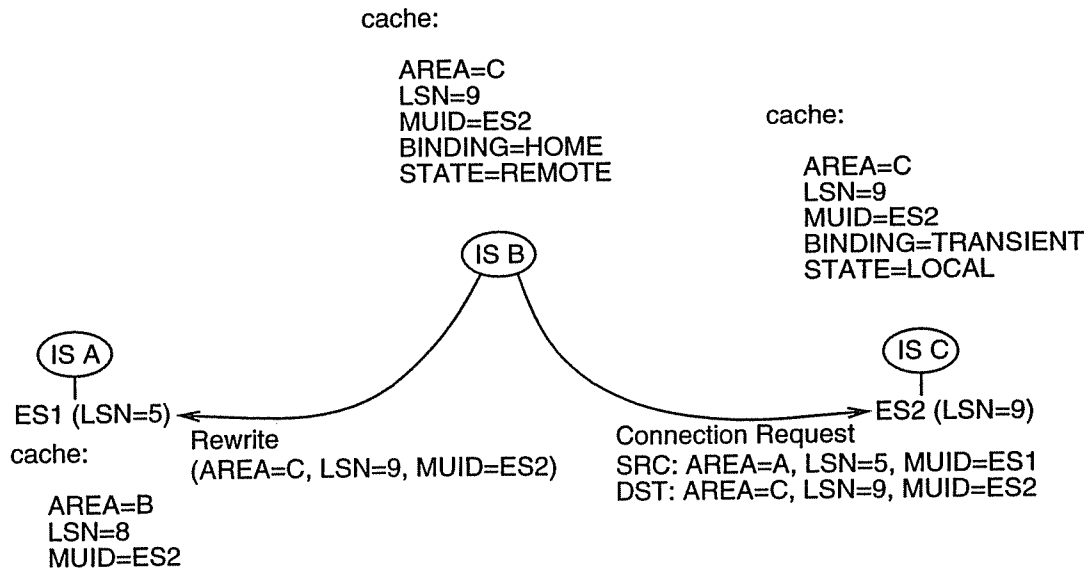 cache:
AREA=C
LSN=9
MUID=ES2
BINDING=HOME
STATE=REMOTE
cache:
AREA=C
LSN=9
MUID=ES2
BINDING=TRANSIENT
STATE=LOCAL
IS B
IS A
ES1 (LSN=5)
cache:
AREA=B
LSN=8
MUID=ES2
Rewrite
(AREA=C, LSN=9, MUID=ES2)
IS C
ES2 (LSN=9)
Connection Request
SRC: AREA=A, LSN=5, MUID=ES1
DST: AREA=C, LSN=9, MUID=ES2